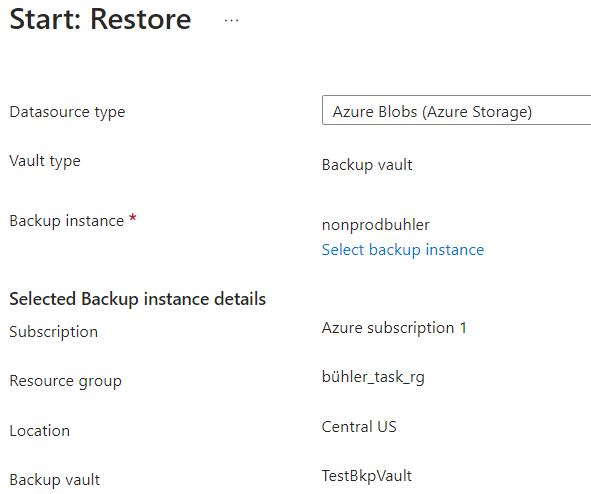 Start: Restore ...
Datasource type Azure Blobs (Azure Storage)
Vault type Backup vault
Backup instance * nonprodbuhler
Select backup instance
Selected Backup instance details
Subscription Azure subscription 1
Resource group bühler_task_rg
Location Central US
Backup vault TestBkpVault